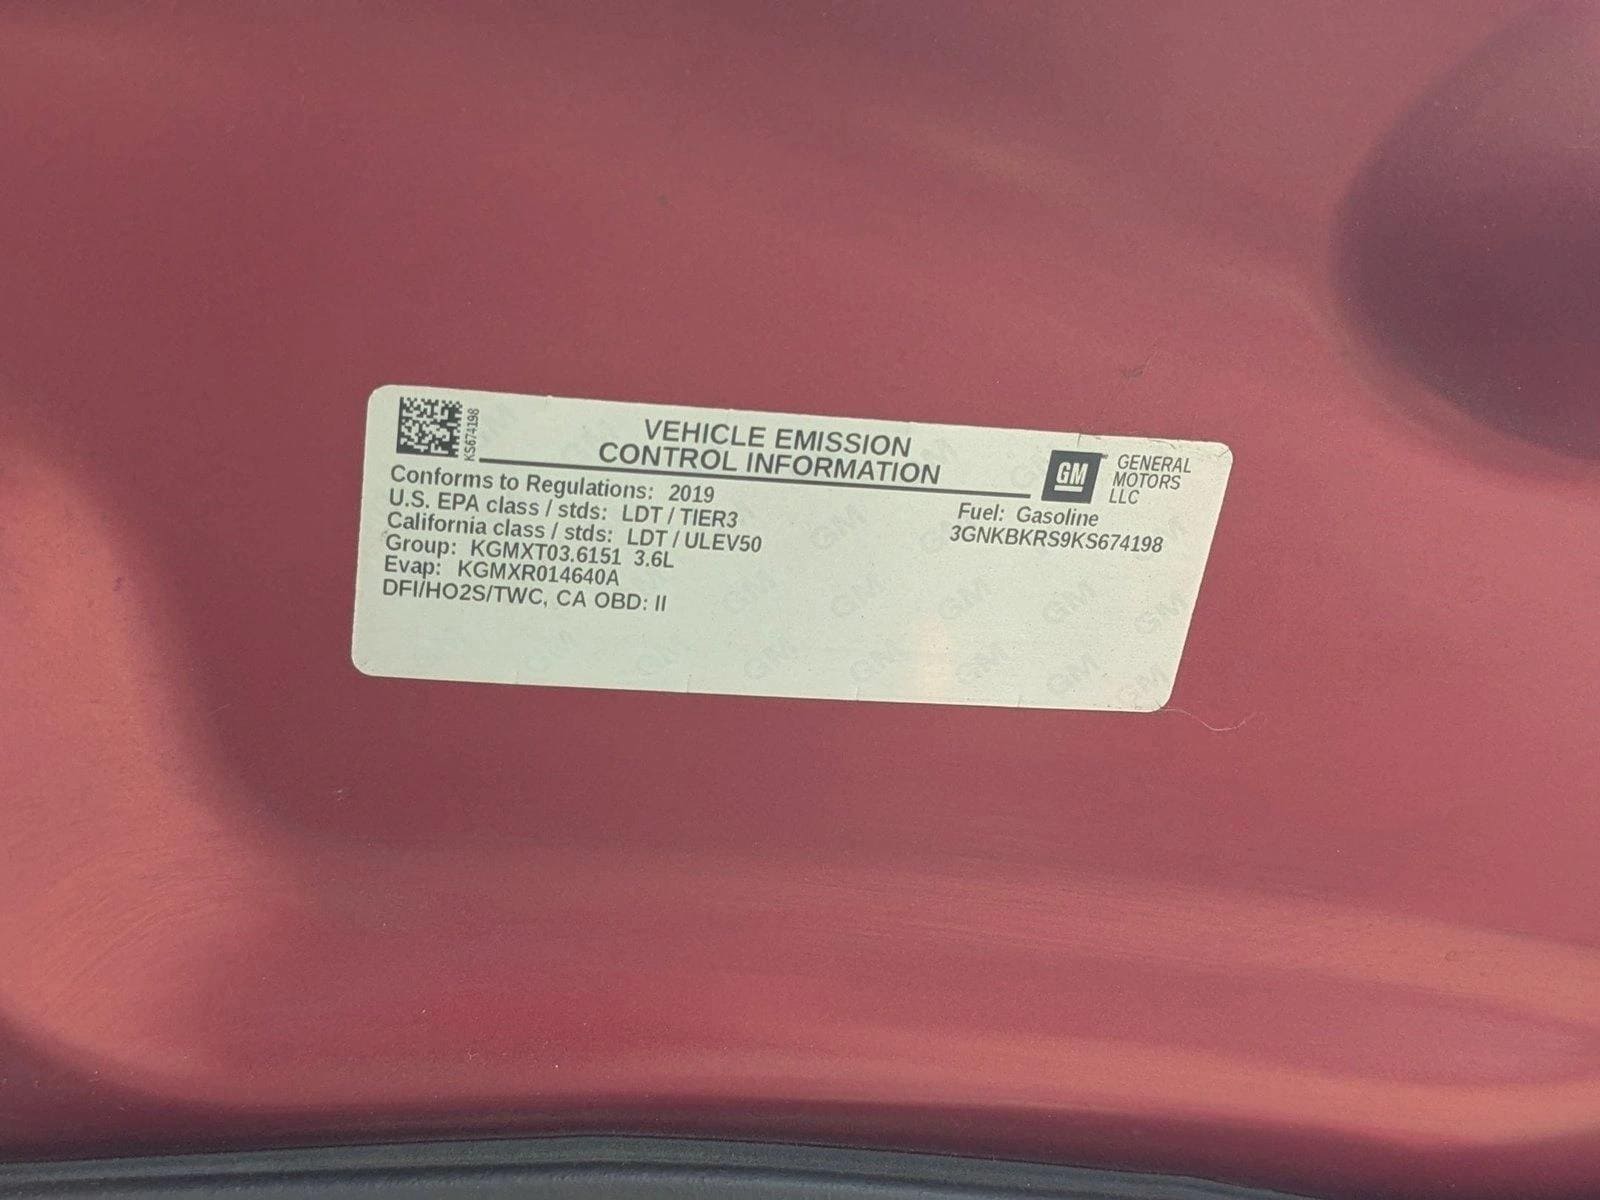 KS674198
VEHICLE EMISSION
CONTROL INFORMATION
GM
GENERAL
MOTORS
LLC
Conforms to Regulations: 2019
U.S. EPA class / stds: LDT / TIER3
California class / stds: LDT / ULEV50
Group: KGMXT03.6151 3.6L
Evap: KGMXR014640A
DFI/HO2S/TWC, CA OBD: II
Fuel: Gasoline
3GNKBKRS9KS674198